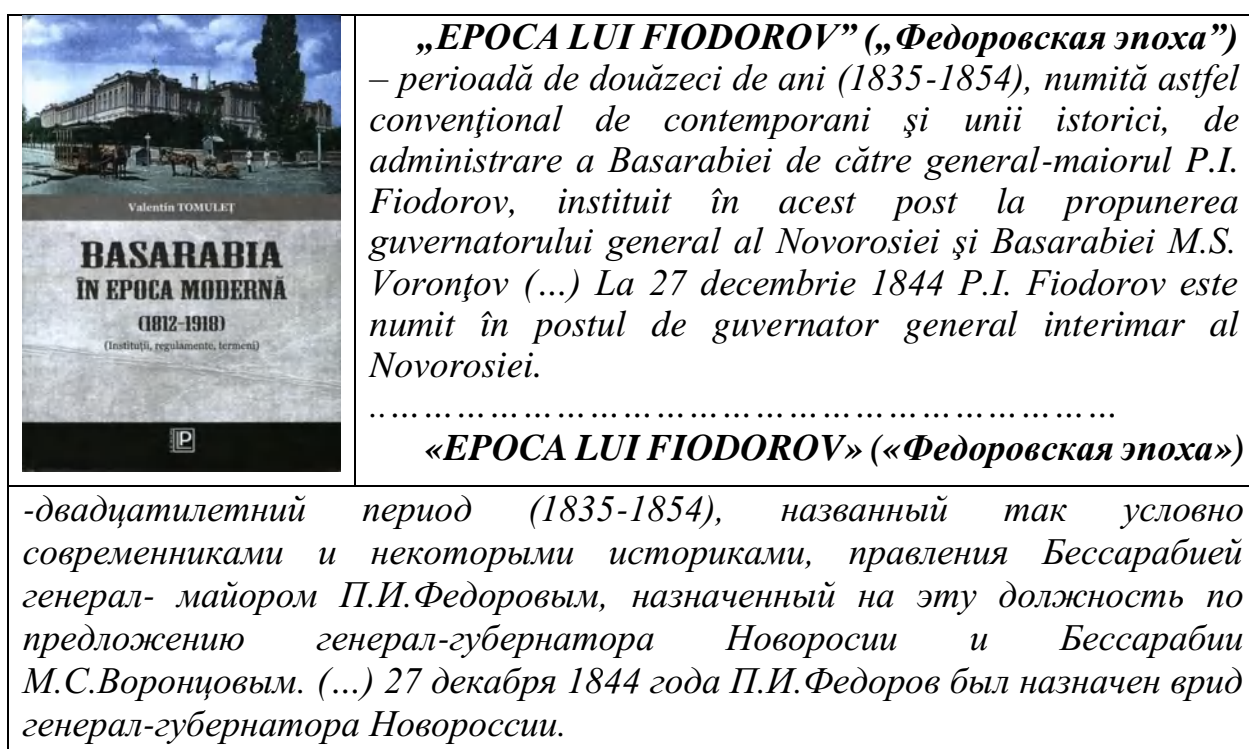 Valentin TOMULEȚ
BASARABIA
ÎN EPOCA MODERNĂ
(1812-1918)
(Instituții, regulamente, termeni)
P
„EPOCA LUI FIODOROV” („Федоровская эпоха”)
– perioadă de douăzeci de ani (1835-1854), numită astfel
convenţional de contemporani şi unii istorici, de
administrare a Basarabiei de către general-maiorul P.I.
Fiodorov, instituit în acest post la propunerea
guvernatorului general al Novorosiei şi Basarabiei M.S.
Voronţov (…) La 27 decembrie 1844 P.I. Fiodorov este
numit în postul de guvernator general interimar al
Novorosiei.
..…………………………………………………………
«EPOCA LUI FIODOROV» («Федоровская эпоха»)
-двадцатилетний период (1835-1854), названный так условно
современниками и некоторыми историками, правления Бессарабией
генерал- майором П.И.Федоровым, назначенный на эту должность по
предложению генерал-губернатора Новоросии и Бессарабии
М.С.Воронцовым. (…) 27 декабря 1844 года П.И.Федоров был назначен врид
генерал-губернатора Новороссии.